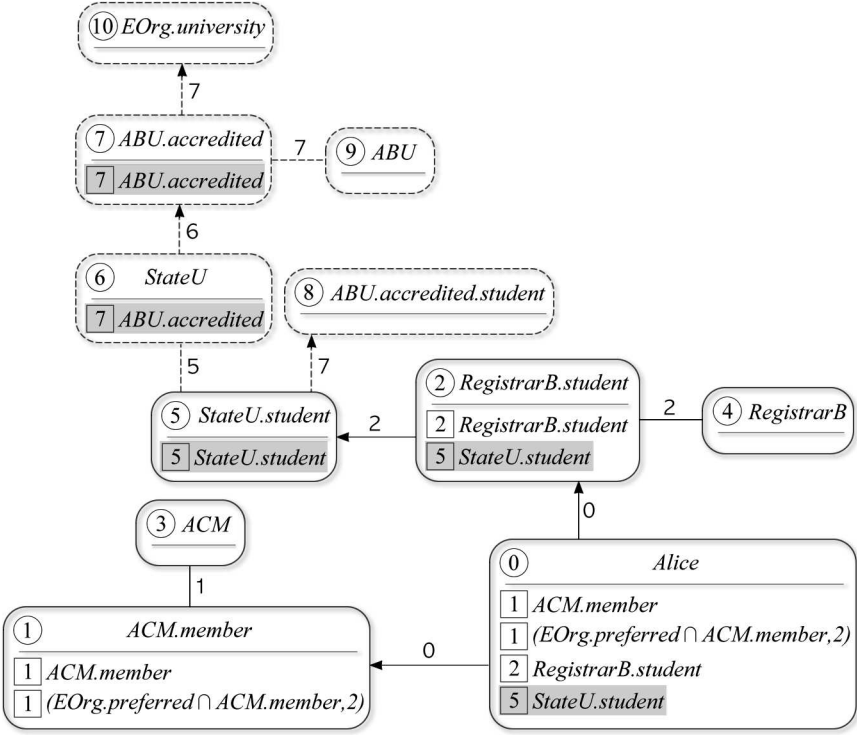 10 EOrg.university
7
7 ABU.accredited
7 ABU.accredited
7
9 ABU
6
6 StateU
7 ABU.accredited
8 ABU.accredited.student
5
7
5 StateU.student
5 StateU.student
2
2 RegistrarB.student
2 RegistrarB.student
5 StateU.student
2
4 RegistrarB
3 ACM
0
1
1 ACM.member
1 ACM.member
1 (EOrg.preferred ∩ ACM.member,2)
0
0 Alice
1 ACM.member
1 (EOrg.preferred ∩ ACM.member,2)
2 RegistrarB.student
5 StateU.student